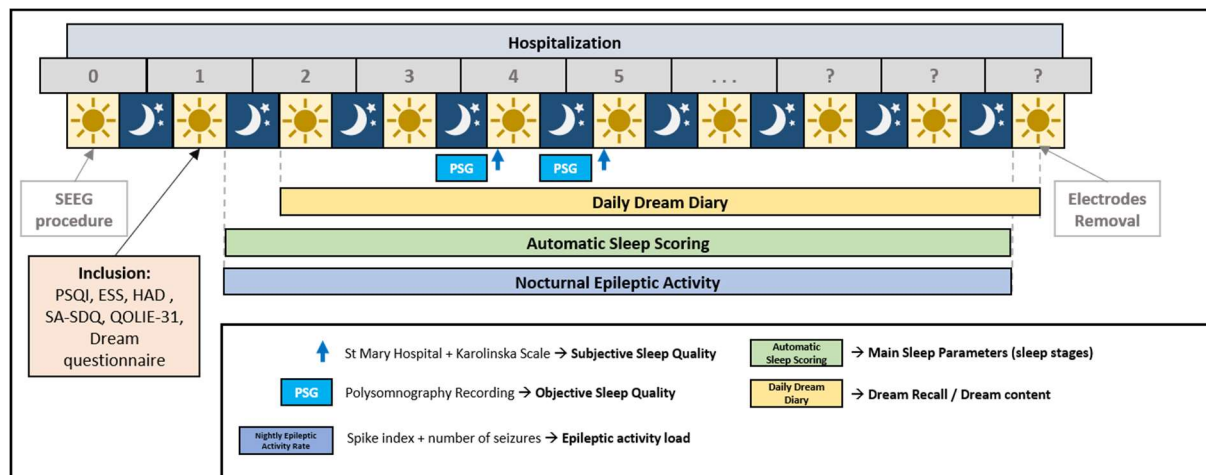 Hospitalization
0 1 2 3 4 5 . . . ? ? ?
PSG PSG
SEEG
procedure
Daily Dream Diary
Electrodes
Removal
Automatic Sleep Scoring
Nocturnal Epileptic Activity
Inclusion:
PSQI, ESS, HAD ,
SA-SDQ, QOLIE-31,
Dream
questionnaire
St Mary Hospital + Karolinska Scale → Subjective Sleep Quality
Automatic
Sleep Scoring
→ Main Sleep Parameters (sleep stages)
PSG Polysomnography Recording → Objective Sleep Quality
Daily Dream
Diary
→ Dream Recall / Dream content
Nightly Epileptic
Activity Rate
Spike index + number of seizures → Epileptic activity load